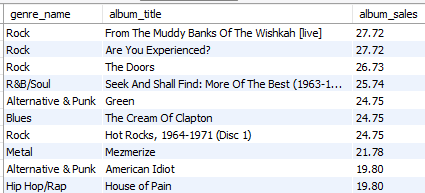 genre_name album_title album_sales
Rock From The Muddy Banks Of The Wishkah [live] 27.72
Rock Are You Experienced? 27.72
Rock The Doors 26.73
R&B/Soul Seek And Shall Find: More Of The Best (1963-1... 25.74
Alternative & Punk Green 24.75
Blues The Cream Of Clapton 24.75
Rock Hot Rocks, 1964-1971 (Disc 1) 24.75
Metal Mezmerize 21.78
Alternative & Punk American Idiot 19.80
Hip Hop/Rap House of Pain 19.80